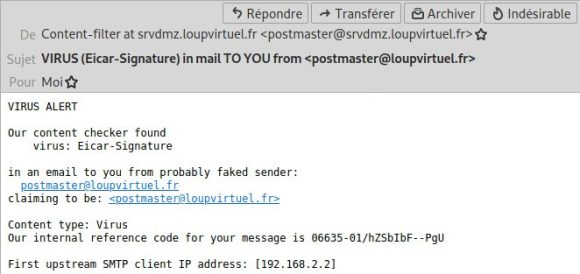 Répondre Transférer Archiver Indésirable
De Content-filter at srvdmz.loupvirtuel.fr <postmaster@srvdmz.loupvirtuel.fr>
Sujet VIRUS (Eicar-Signature) in mail TO YOU from <postmaster@loupvirtuel.fr>
Pour Moi
VIRUS ALERT
Our content checker found
virus: Eicar-Signature
in an email to you from probably faked sender:
postmaster@loupvirtuel.fr
claiming to be: <postmaster@loupvirtuel.fr>
Content type: Virus
Our internal reference code for your message is 06635-01/hZSbIbF--PgU
First upstream SMTP client IP address: [192.168.2.2]